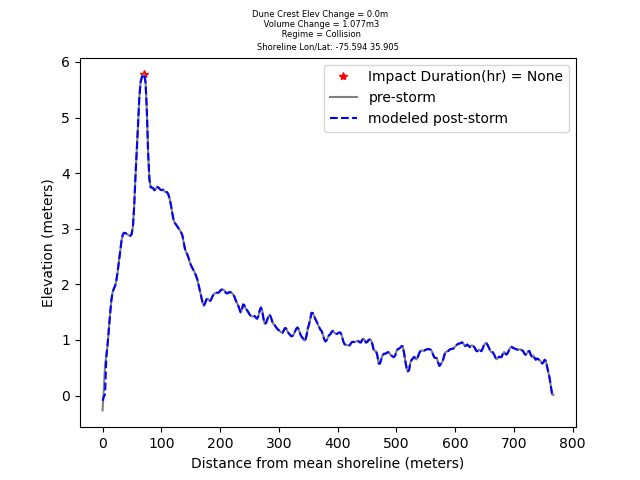 Dune Crest Elev Change = 0.0m
Volume Change = 1.077m3
Regime = Collision
Shoreline Lon/Lat: -75.594 35.905
Impact Duration(hr) = None
pre-storm
modeled post-storm
Elevation (meters)
6
5
4
3
2
1
0
0 100 200 300 400 500 600 700 800
Distance from mean shoreline (meters)